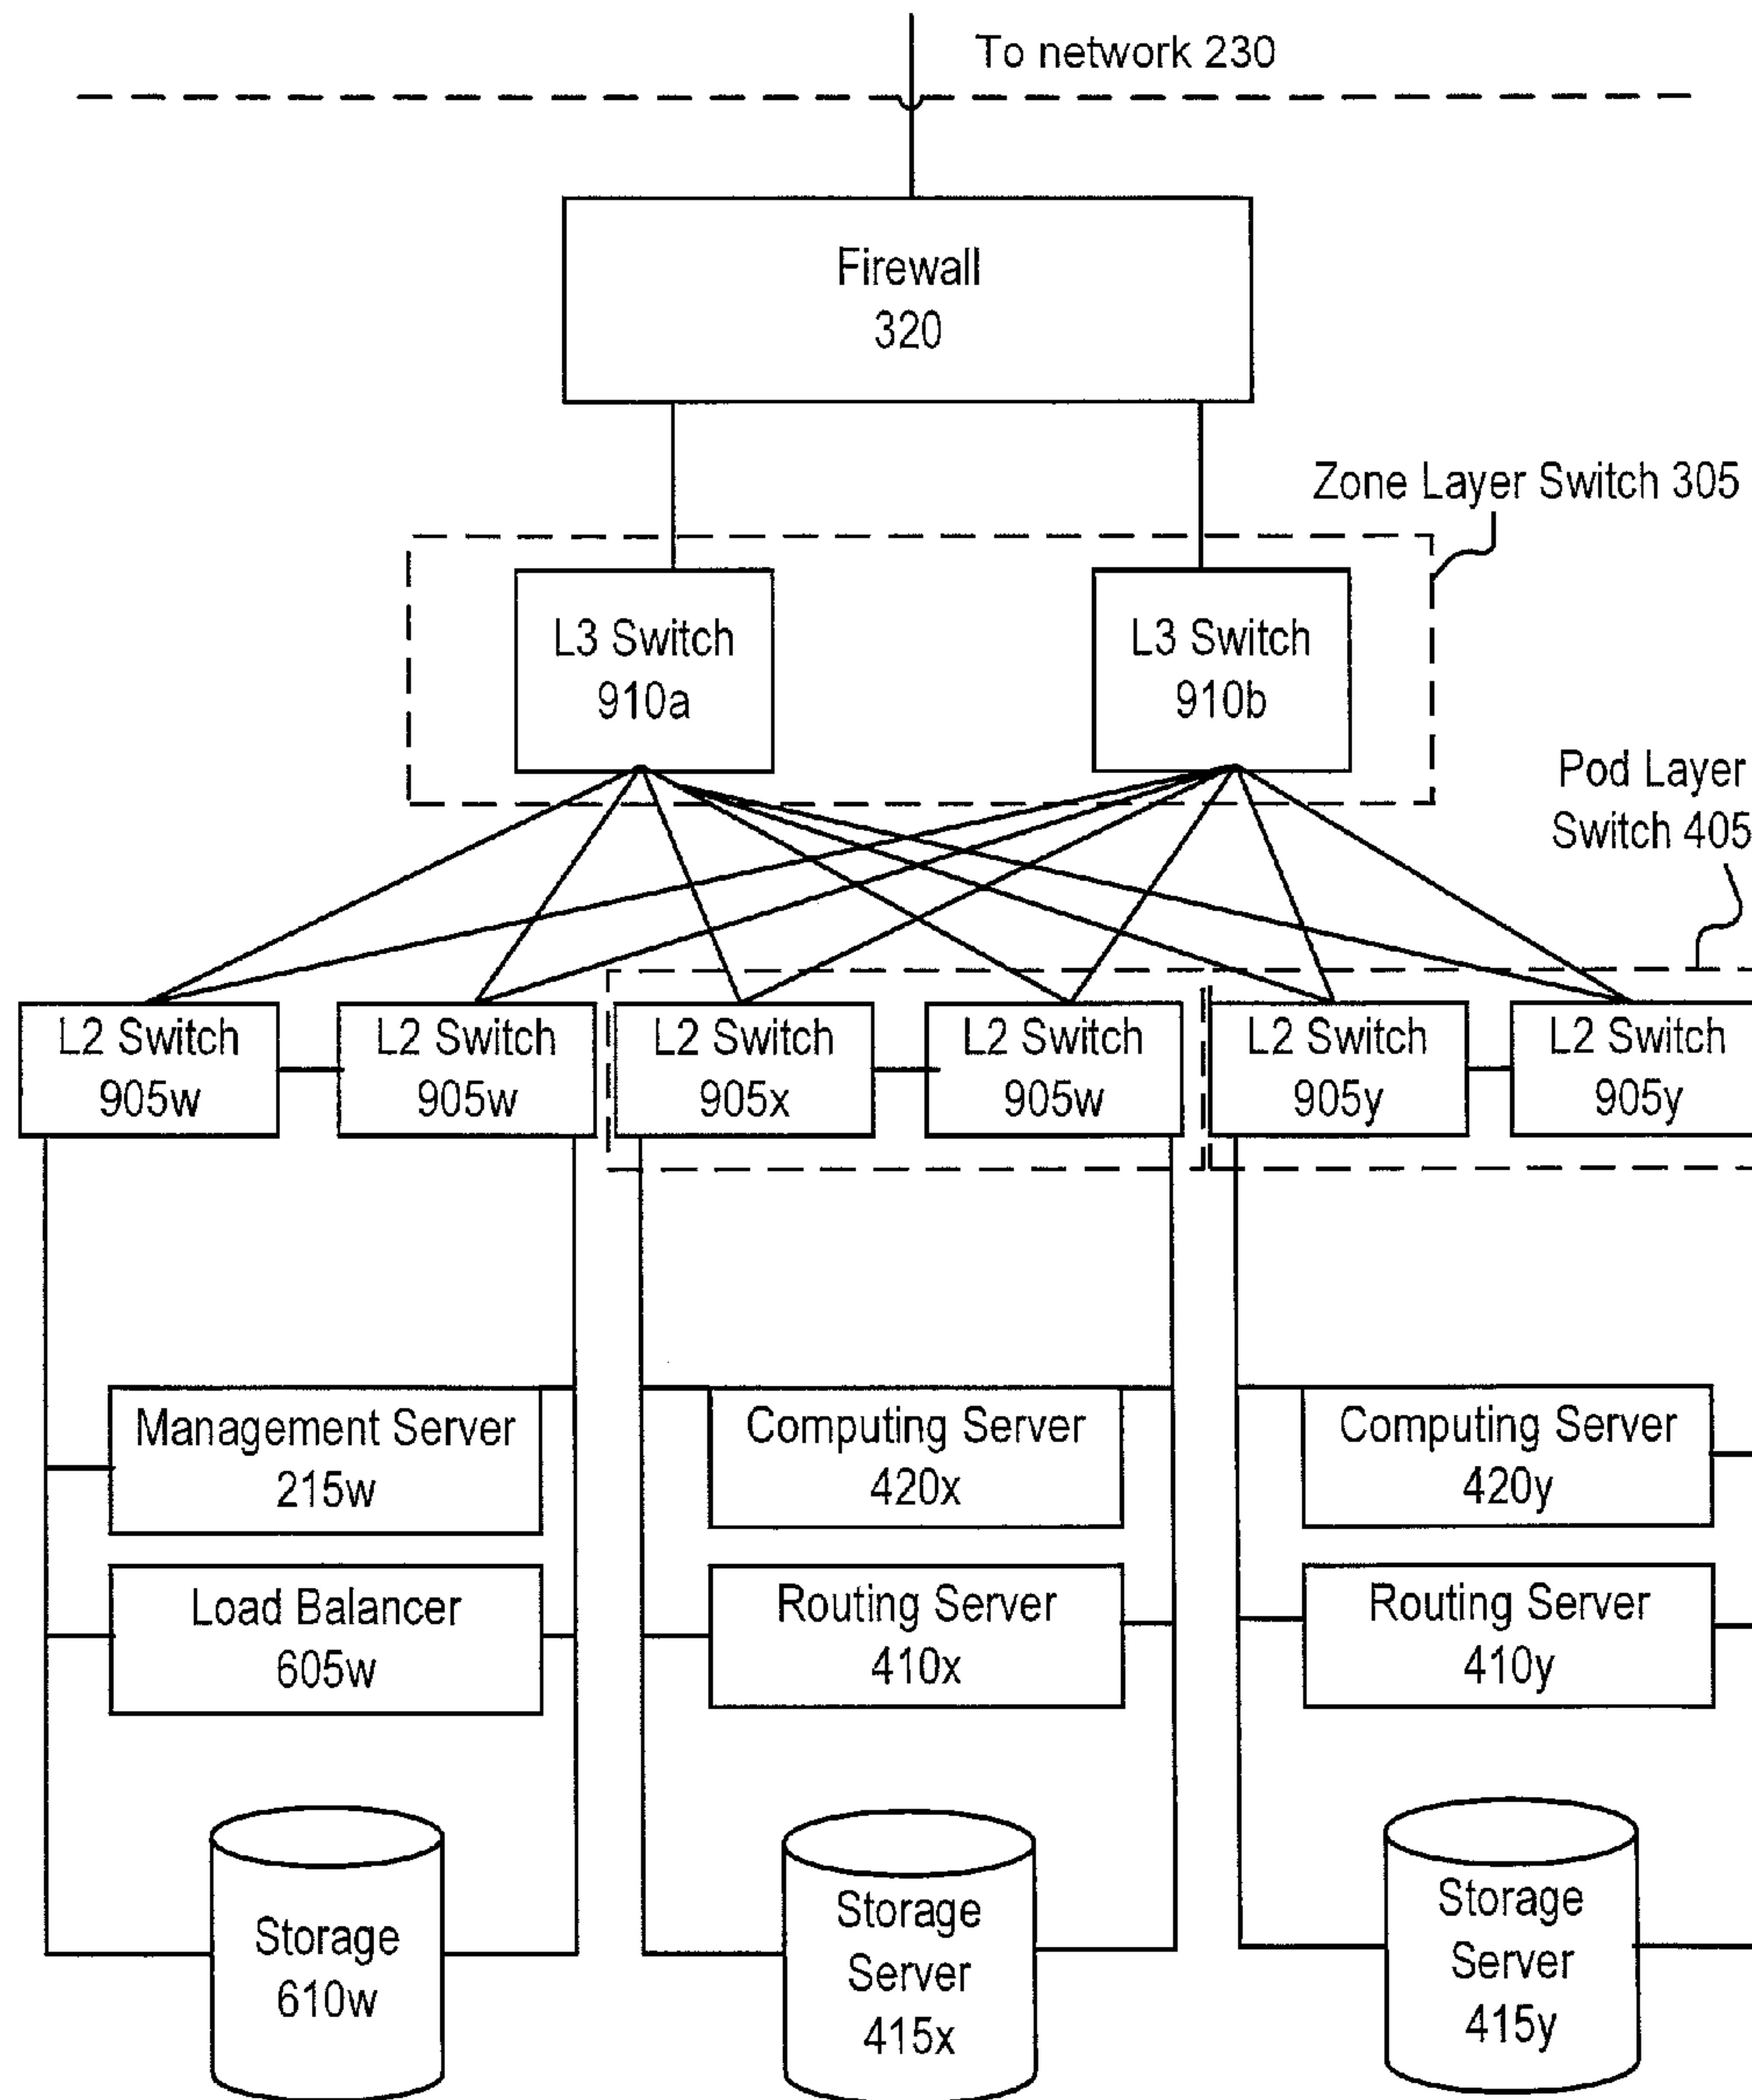 To network 230
Firewall
320
Zone Layer Switch 305
L3 Switch
910a
L3 Switch
910b
Pod Layer
Switch 405
L2 Switch
905w
L2 Switch
905w
L2 Switch
905x
L2 Switch
905w
L2 Switch
905y
L2 Switch
905y
Management Server
215w
Computing Server
420x
Computing Server
420y
Load Balancer
605w
Routing Server
410x
Routing Server
410y
Storage
610w
Storage
Server
415x
Storage
Server
415y